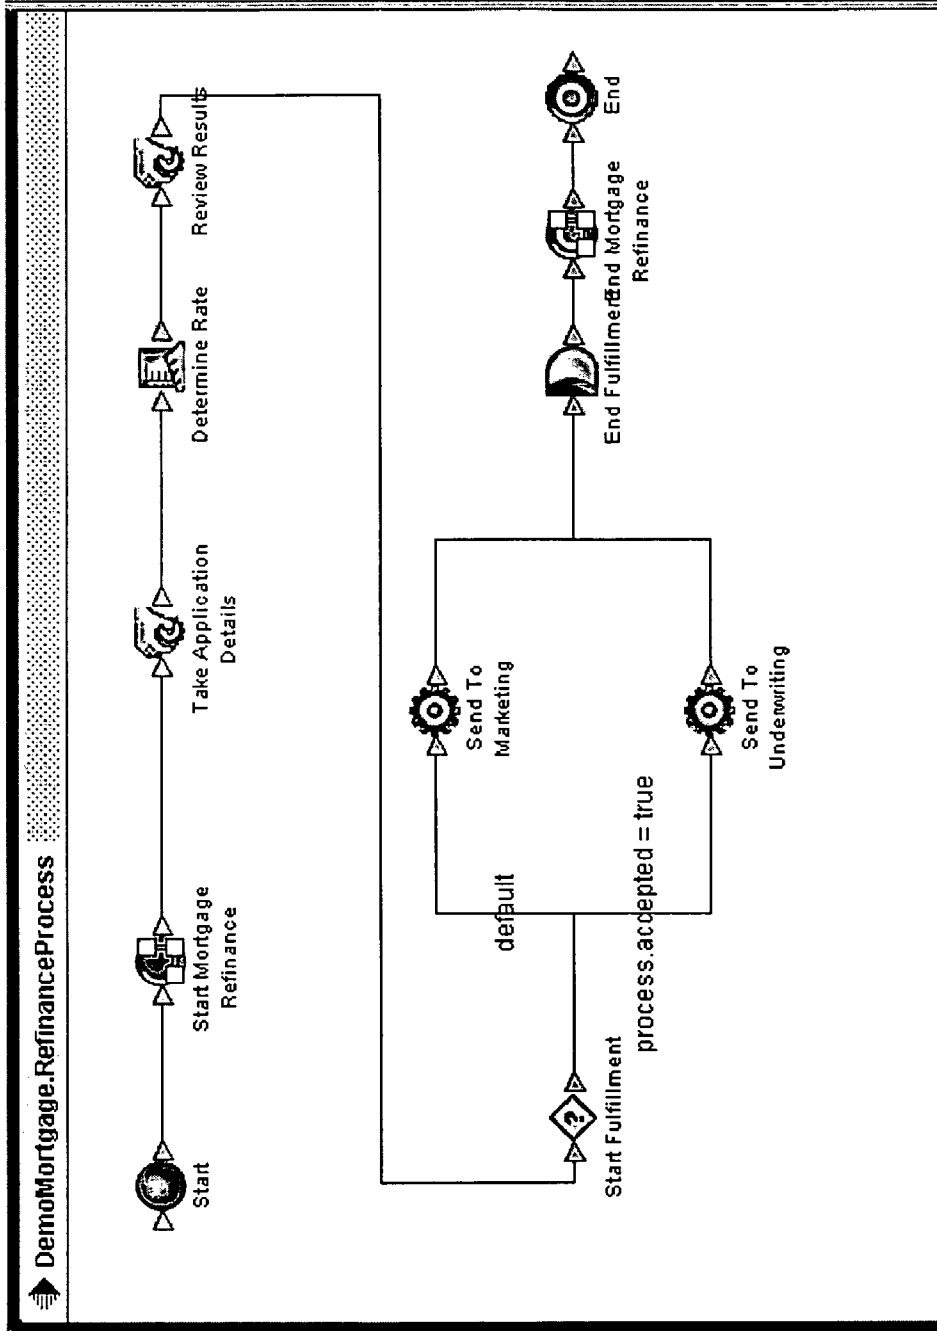 DemoMortgage.RefinanceProcess
Start
Start Mortgage
Refinance
Take Application
Details
Determine Rate
Review Results
Start Fulfillment
default
process.accepted = true
Send To
Marketing
Send To
Underwriting
End Fulfillment
End Mortgage
Refinance
End
?